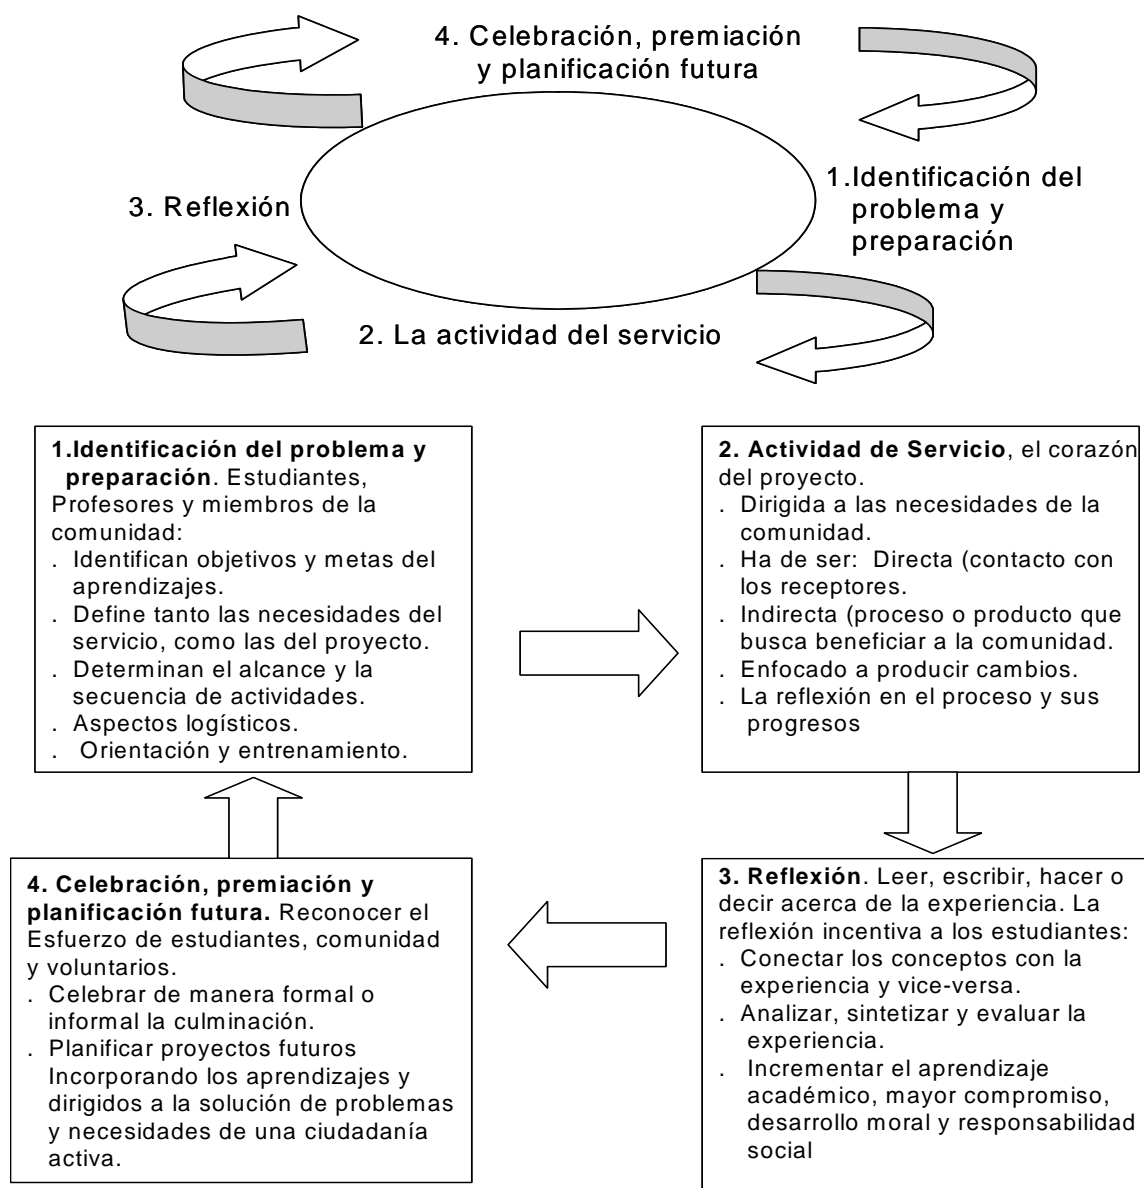 4. Celebración, premiación
y planificación futura
1.Identificación del
problema y
preparación
3. Reflexión
2. La actividad del servicio
1.Identificación del problema y
preparación. Estudiantes,
Profesores y miembros de la
comunidad:
. Identifican objetivos y metas del
aprendizajes.
. Define tanto las necesidades del
servicio, como las del proyecto.
. Determinan el alcance y la
secuencia de actividades.
. Aspectos logísticos.
. Orientación y entrenamiento.
2. Actividad de Servicio, el corazón
del proyecto.
. Dirigida a las necesidades de la
comunidad.
. Ha de ser: Directa (contacto con
los receptores.
. Indirecta (proceso o producto que
busca beneficiar a la comunidad.
. Enfocado a producir cambios.
. La reflexión en el proceso y sus
progresos
4. Celebración, premiación y
planificación futura. Reconocer el
Esfuerzo de estudiantes, comunidad
y voluntarios.
. Celebrar de manera formal o
informal la culminación.
. Planificar proyectos futuros
Incorporando los aprendizajes y
dirigidos a la solución de problemas
y necesidades de una ciudadanía
activa.
3. Reflexión. Leer, escribir, hacer o
decir acerca de la experiencia. La
reflexión incentiva a los estudiantes:
. Conectar los conceptos con la
experiencia y vice-versa.
. Analizar, sintetizar y evaluar la
experiencia.
. Incrementar el aprendizaje
académico, mayor compromiso,
desarrollo moral y responsabilidad
social